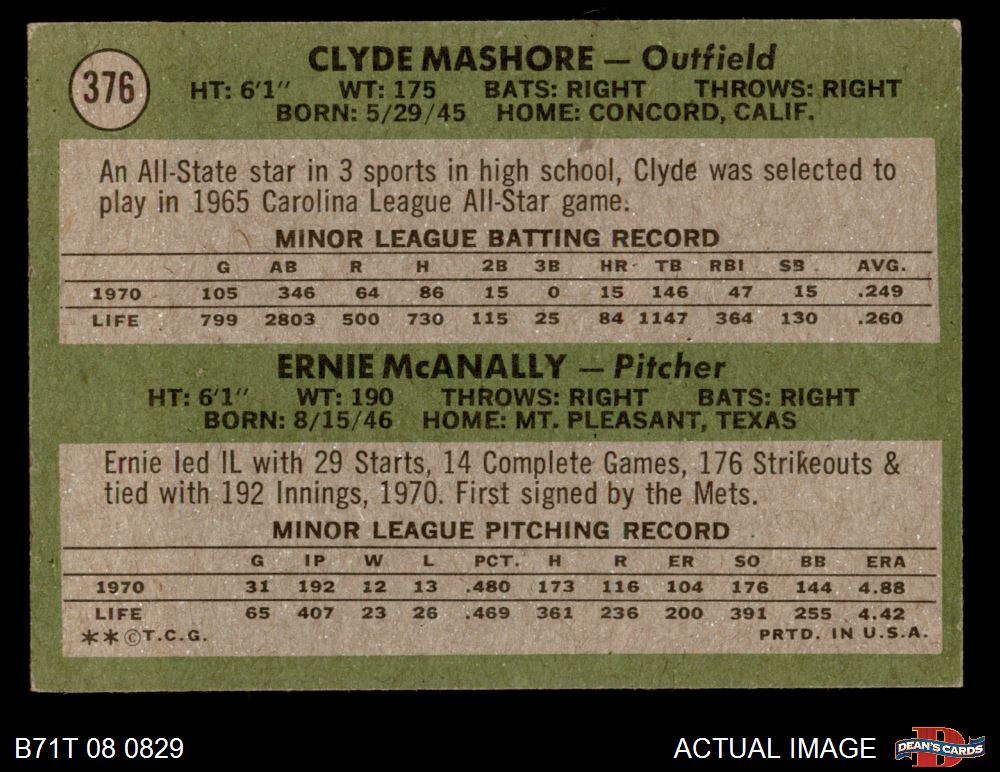 376
CLYDE MASHORE — Outfield
HT: 6'1" WT: 175 BATS: RIGHT THROWS: RIGHT
BORN: 5/29/45 HOME: CONCORD, CALIF.
An All-State star in 3 sports in high school, Clyde was selected to
play in 1965 Carolina League All-Star game.
MINOR LEAGUE BATTING RECORD
G AB R H 2B 3B HR TB RBI SB AVG.
1970 105 346 64 86 15 0 15 146 47 15 .249
LIFE 799 2803 500 730 115 25 84 1147 364 130 .260
ERNIE McANALLY — Pitcher
HT: 6'1" WT: 190 THROWS: RIGHT BATS: RIGHT
BORN: 8/15/46 HOME: MT. PLEASANT, TEXAS
Ernie led IL with 29 Starts, 14 Complete Games, 176 Strikeouts &
tied with 192 Innings, 1970. First signed by the Mets.
MINOR LEAGUE PITCHING RECORD
G IP W L PCT. H R ER SO BB ERA
1970 31 192 12 13 .480 173 116 104 176 144 4.88
LIFE 65 407 23 26 .469 361 236 200 391 255 4.42
**©T.C.G. PRTD. IN U.S.A.
B71T 08 0829 ACTUAL IMAGE D DEAN'S CARDS